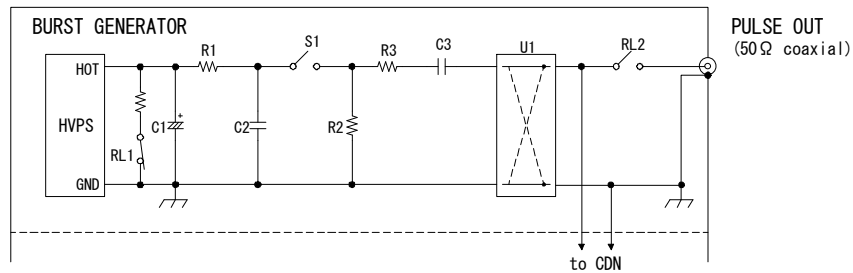 BURST GENERATOR
PULSE OUT
(50Ω coaxial)
HOT
R1
S1
R3
C3
U1
RL2
HVPS
C1
+
C2
R2
RL1
GND
to CDN